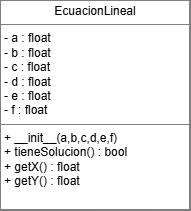 EcuacionLineal
- a : float
- b : float
- c : float
- d : float
- e : float
- f : float
+ __init__(a,b,c,d,e,f)
+ tieneSolucion() : bool
+ getX() : float
+ getY() : float